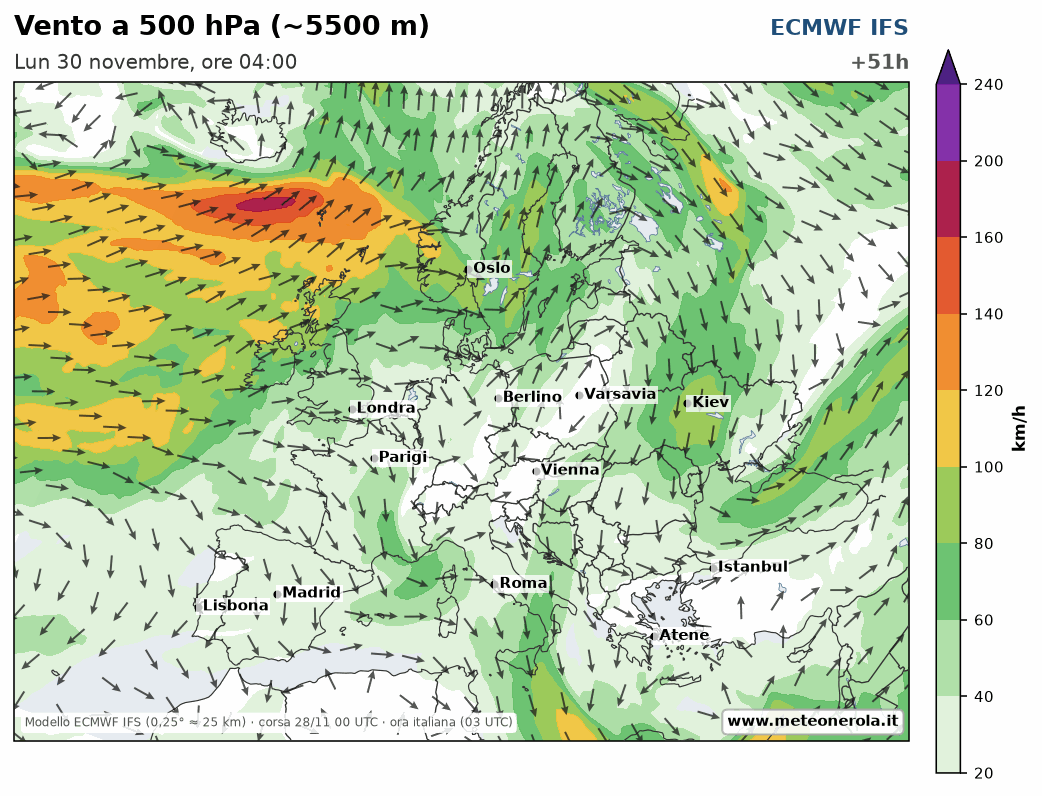 Vento a 500 hPa (~5500 m)
ECMWF IFS
Lun 30 novembre, ore 04:00
+51h
240
200
160
140
120
100
80
60
40
20
km/h
Oslo
Berlino
Varsavia
Kiev
Londra
Parigi
Vienna
Istanbul
Roma
Madrid
Lisbona
Atene
Modello ECMWF IFS (0,25° ≈ 25 km) · corsa 28/11 00 UTC · ora italiana (03 UTC)
www.meteonerola.it